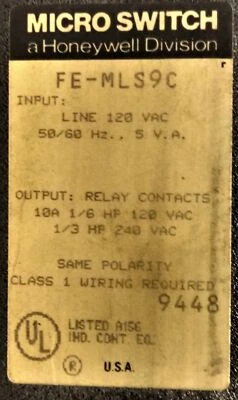 MICRO SWITCH
a Honeywell Division
FE-MLS9C
INPUT:
LINE 120 VAC
50/60 Hz., 5 V.A.
OUTPUT: RELAY CONTACTS
10A 1/6 HP 120 VAC
1/3 HP 240 VAC
SAME POLARITY
CLASS 1 WIRING REQUIRED
9448
UL
LISTED A156
IND. CONT. EQ.
®
U.S.A.